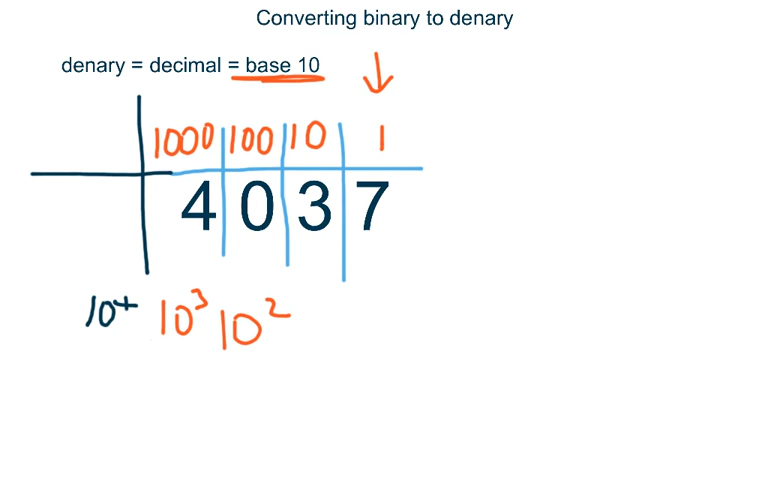 Converting binary to denary
denary = decimal = base 10
1000 100 10 1
4 0 3 7
10⁴ 10³ 10²